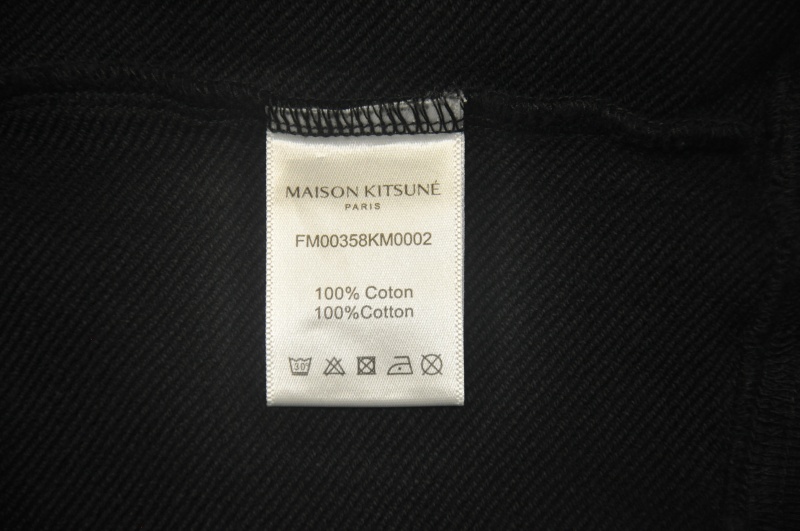 MAISON KITSUNÉ
PARIS
FM00358KM0002
100% Coton
100%Cotton
30°